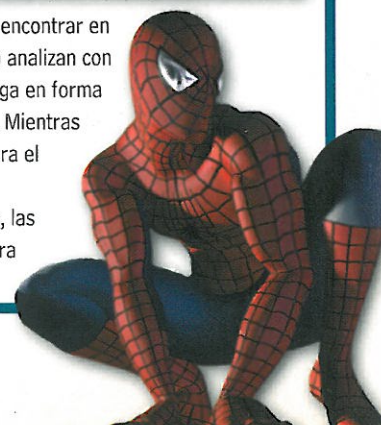 encontrar en
analizan con
ga en forma
Mientras
ra el
, las
ra